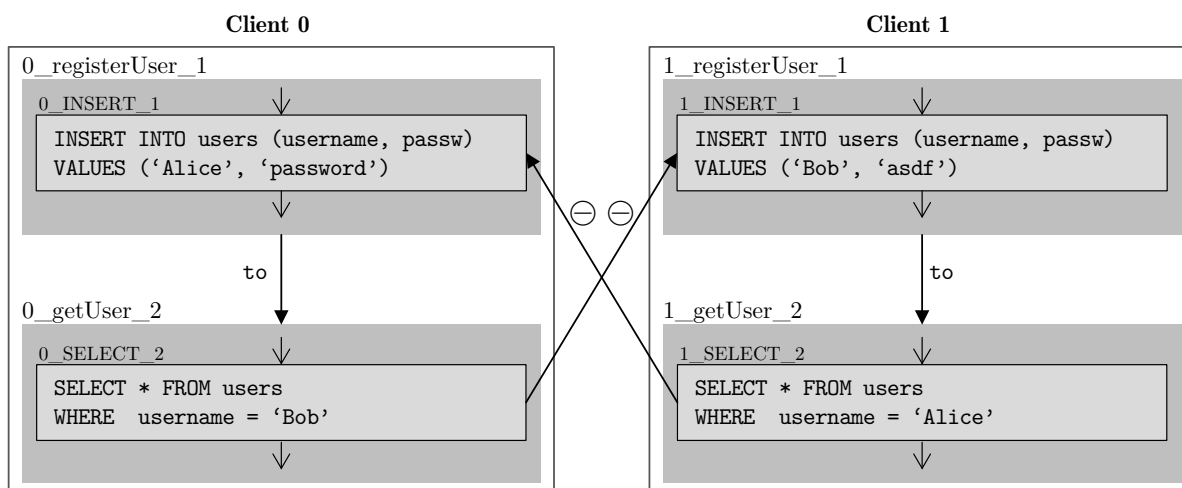 Client 0
0_registerUser_1
0_INSERT_1
INSERT INTO users (username, passw)
VALUES (‘Alice’, ‘password’)
to
0_getUser_2
0_SELECT_2
SELECT * FROM users
WHERE  username = ‘Bob’
⊖ ⊖
Client 1
1_registerUser_1
1_INSERT_1
INSERT INTO users (username, passw)
VALUES (‘Bob’, ‘asdf’)
to
1_getUser_2
1_SELECT_2
SELECT * FROM users
WHERE  username = ‘Alice’